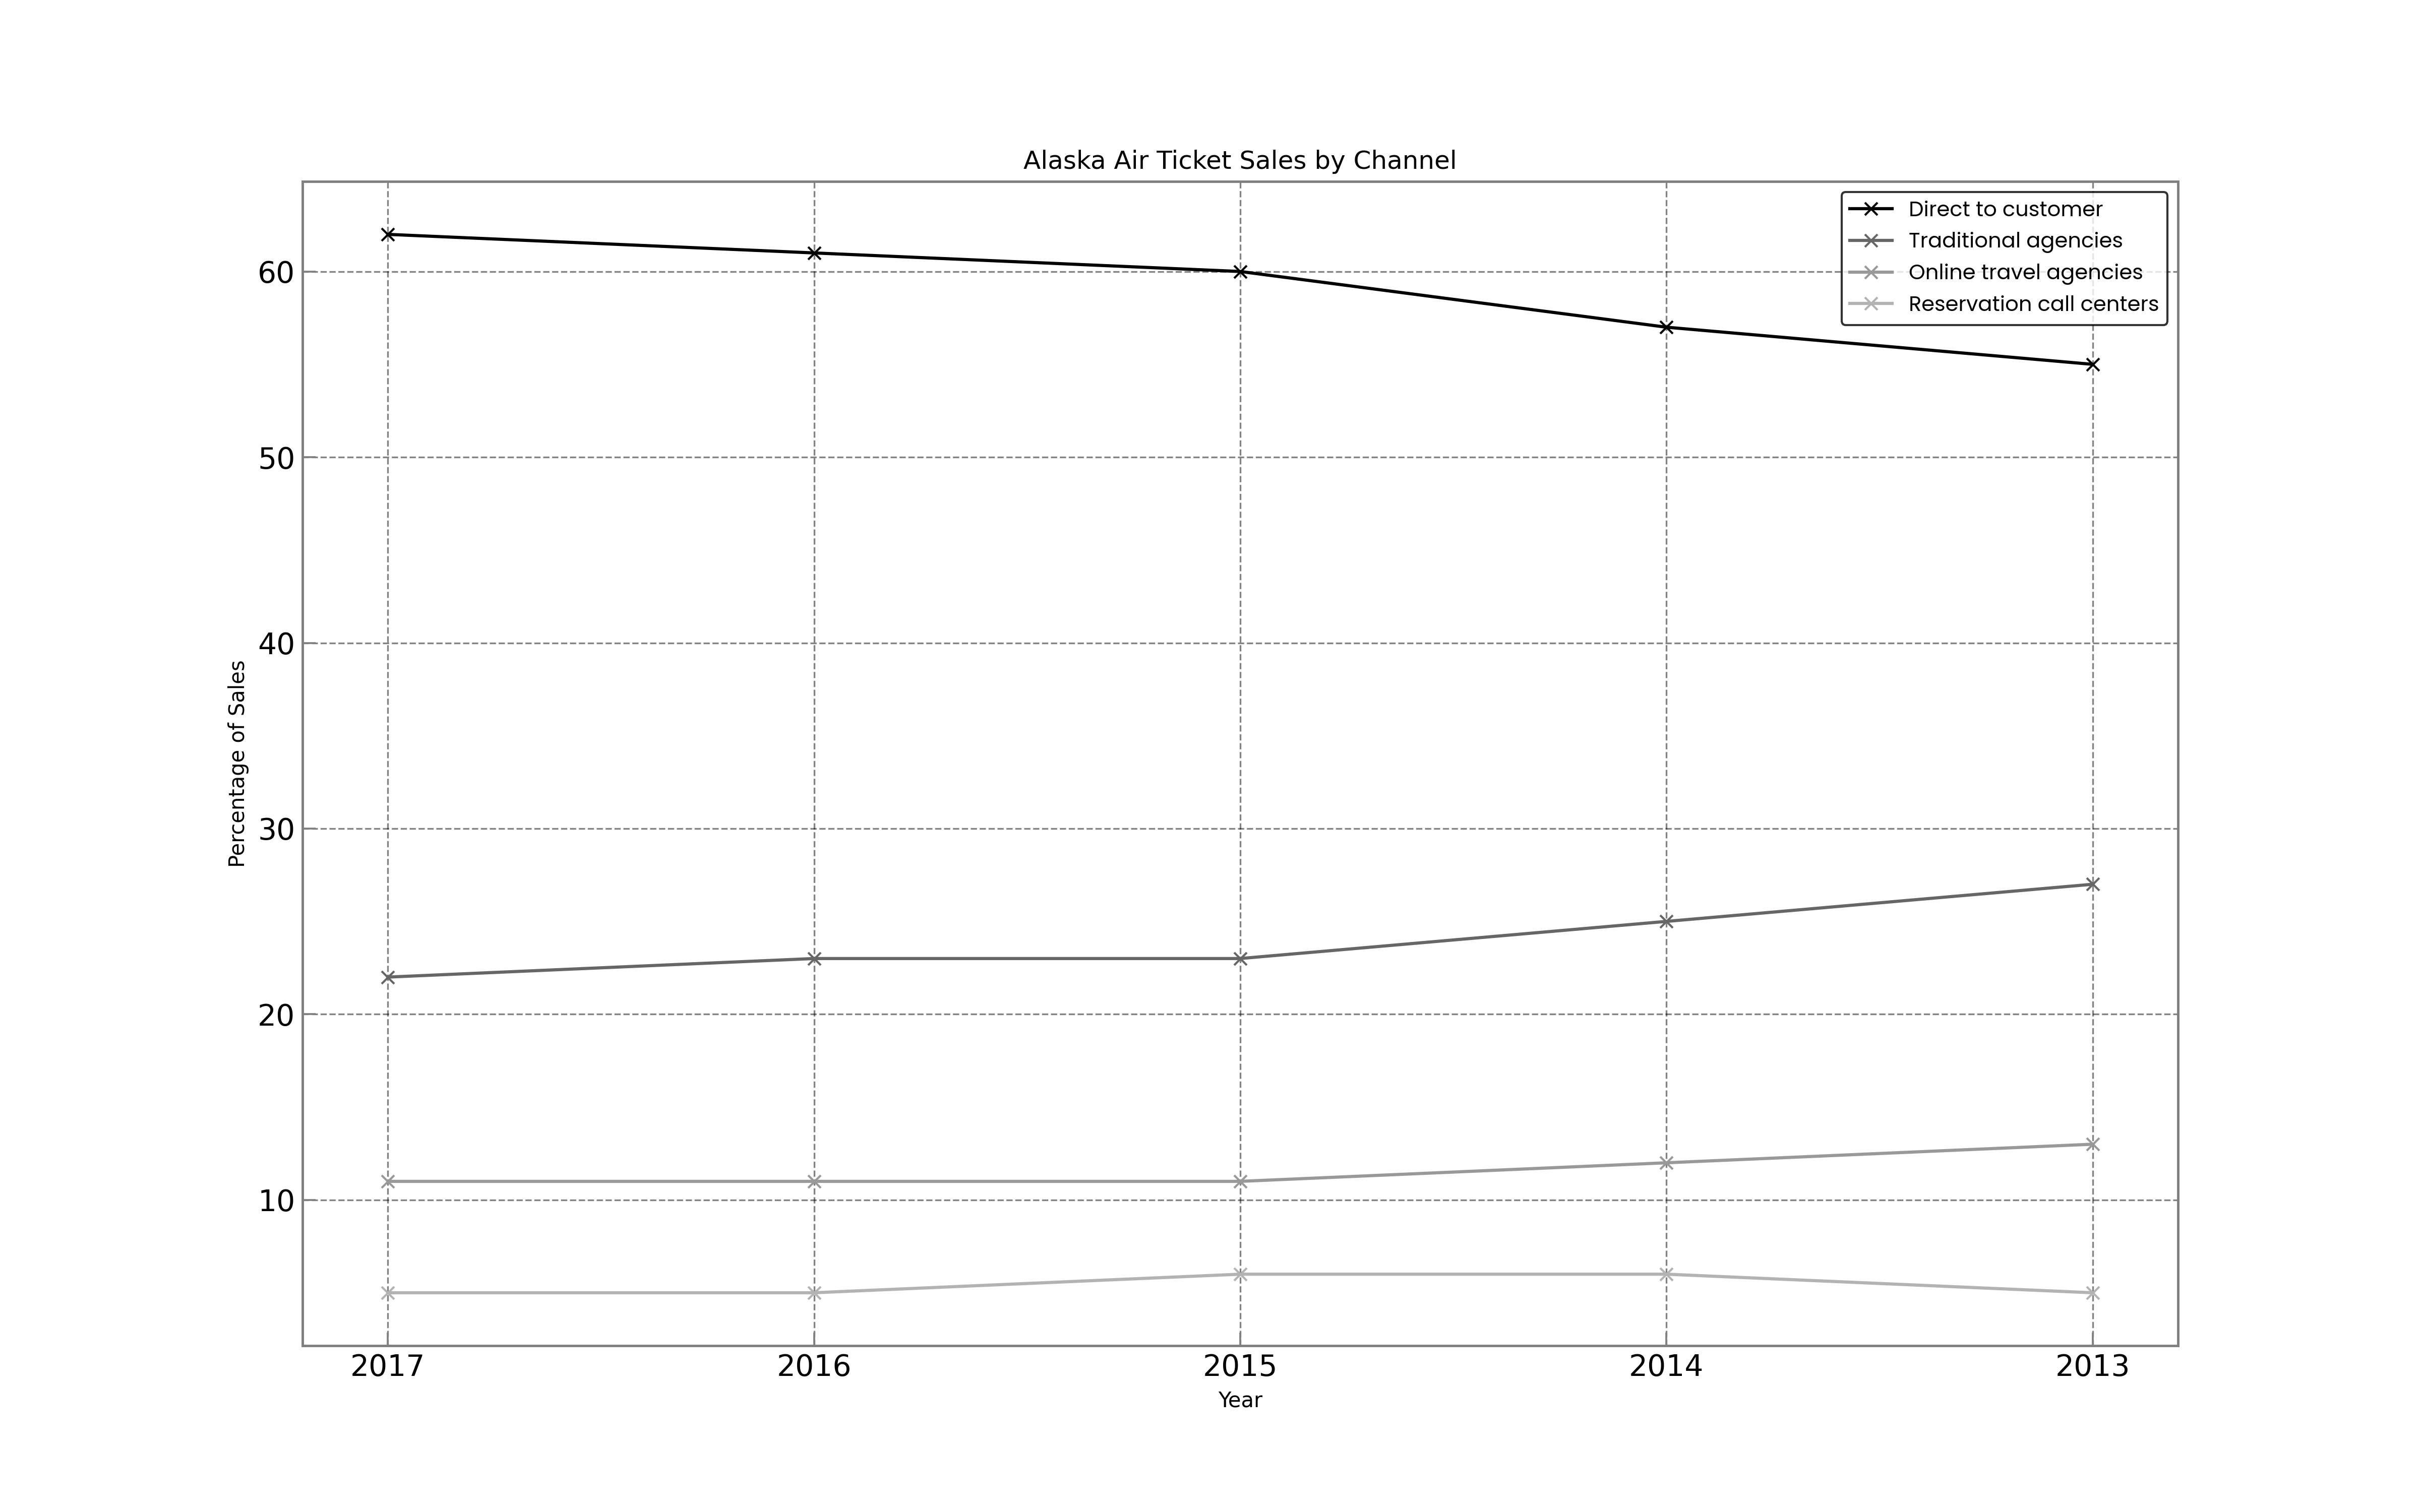 Alaska Air Ticket Sales by Channel
Direct to customer
Traditional agencies
Online travel agencies
Reservation call centers
60
50
40
30
20
10
Percentage of Sales
2017 2016 2015 2014 2013
Year